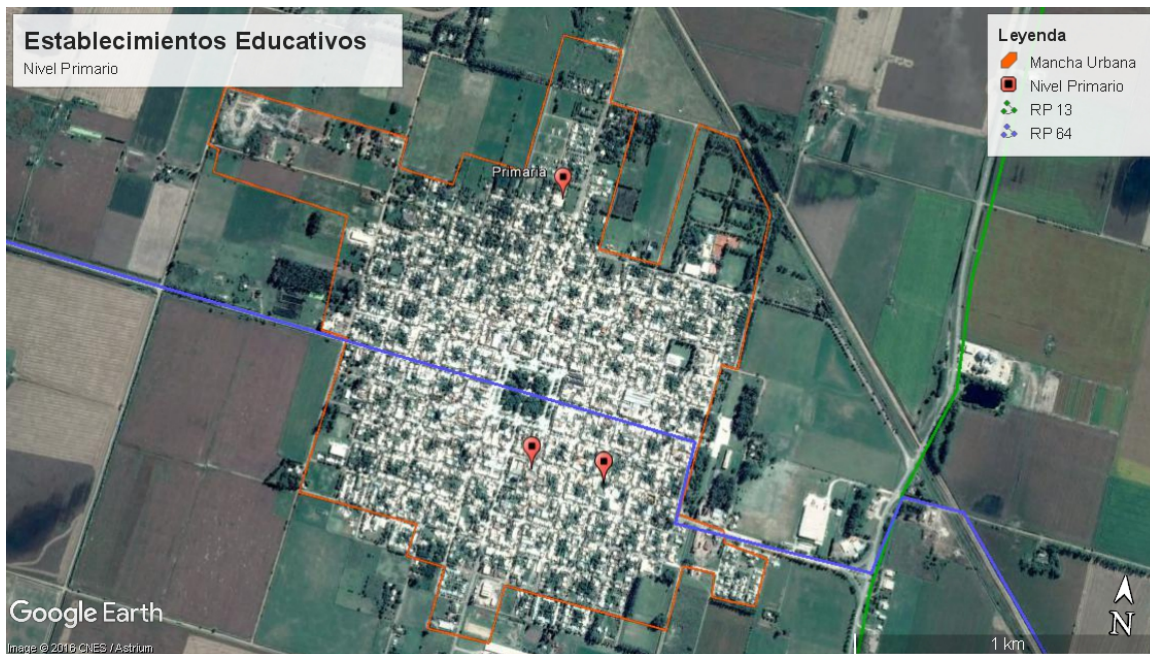 Establecimientos Educativos
Nivel Primario
Leyenda
Mancha Urbana
Nivel Primario
RP 13
RP 64
Primaria
Google Earth
N
Image © 2016 CNES / Astrium
1 km